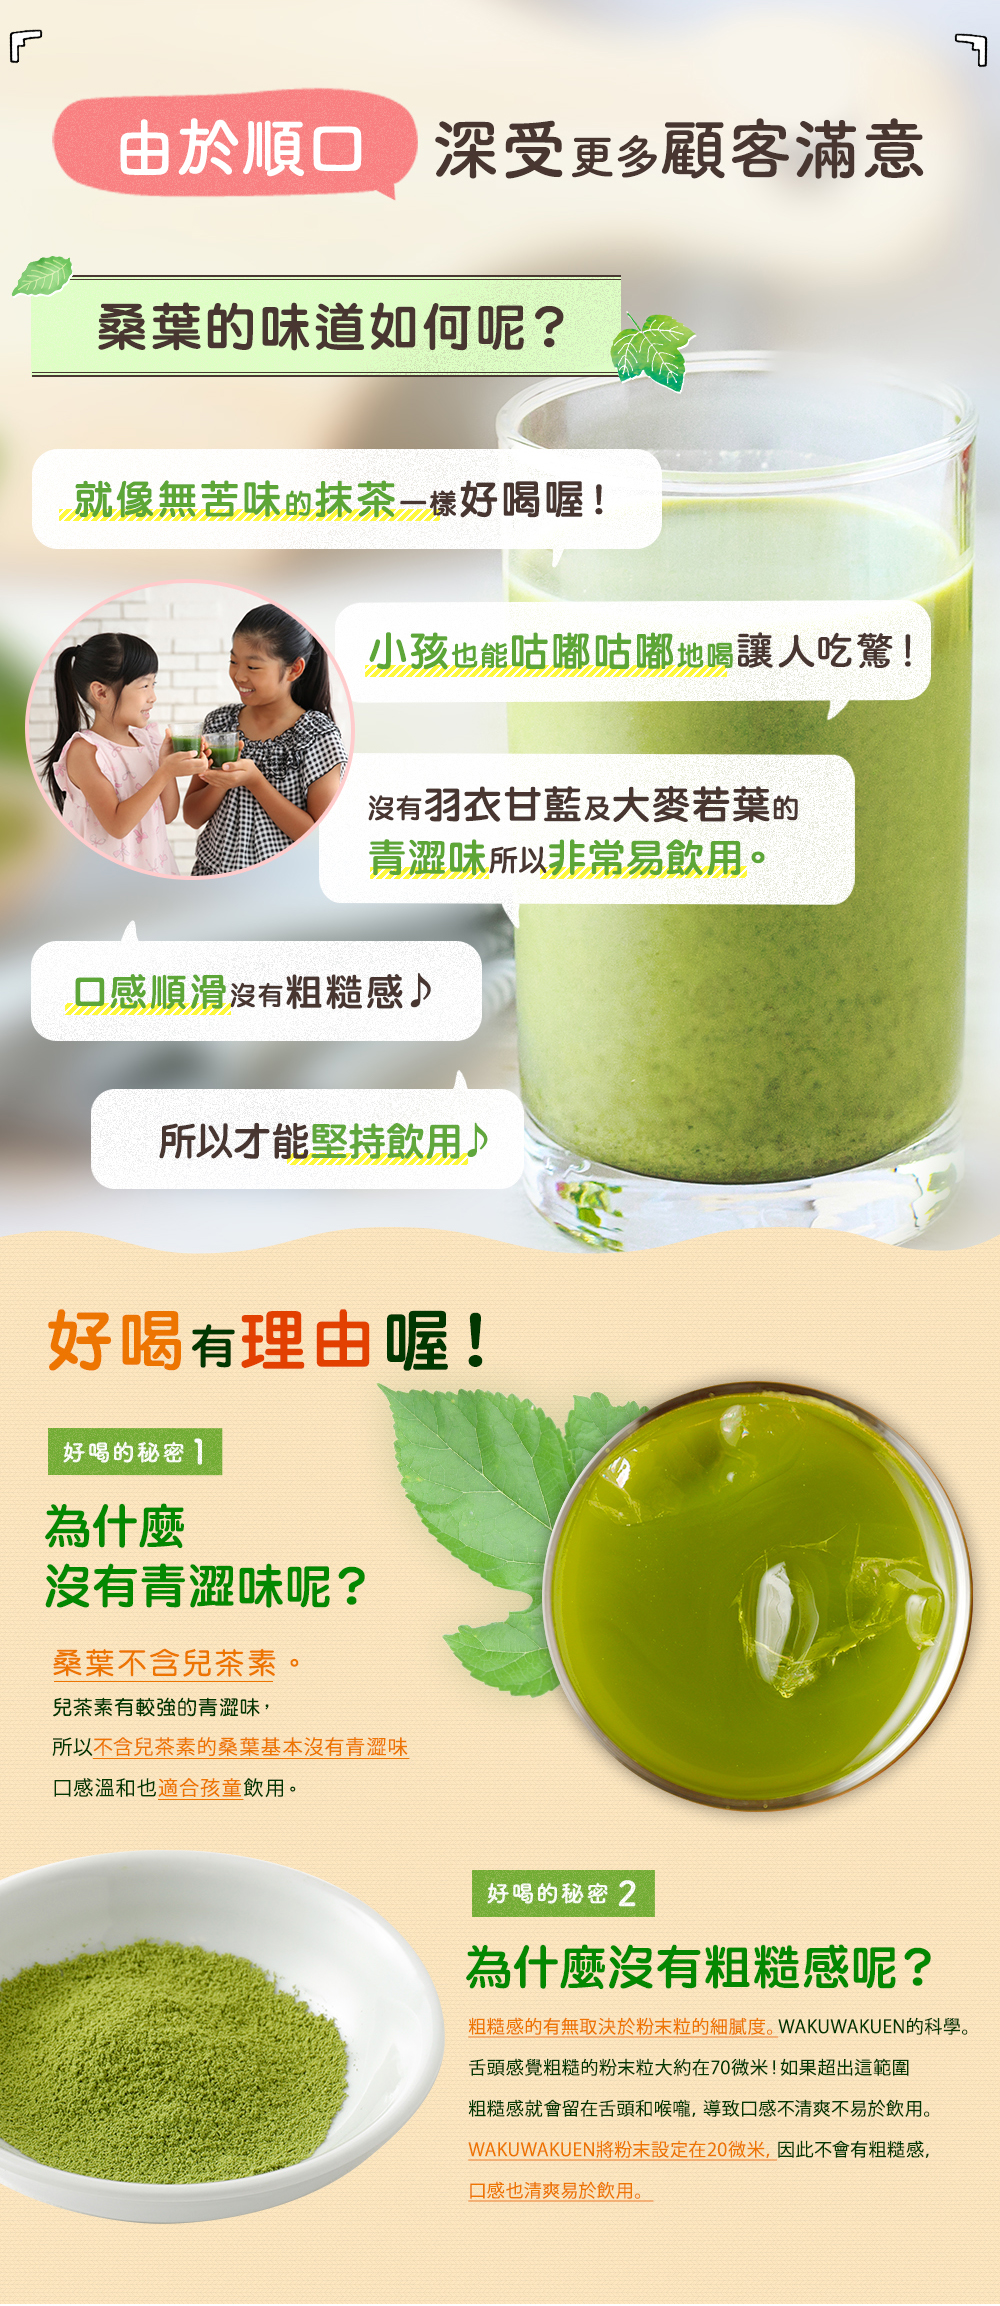 由於順口 深受更多顧客滿意
桑葉的味道如何呢？
就像無苦味的抹茶一樣好喝喔！
小孩也能咕嘟咕嘟地喝讓人吃驚！
沒有羽衣甘藍及大麥若葉的
青澀味所以非常易飲用。
口感順滑沒有粗糙感♪
所以才能堅持飲用♪
好喝有理由喔！
好喝的秘密1
為什麼
沒有青澀味呢？
桑葉不含兒茶素。
兒茶素有較強的青澀味，
所以不含兒茶素的桑葉基本沒有青澀味
口感溫和也適合孩童飲用。
好喝的秘密2
為什麼沒有粗糙感呢？
粗糙感的有無取決於粉末粒的細膩度。WAKUWAKUEN的科學。
舌頭感覺粗糙的粉末粒大約在70微米！如果超出這範圍
粗糙感就會留在舌頭和喉嚨，導致口感不清爽不易於飲用。
WAKUWAKUEN將粉末設定在20微米，因此不會有粗糙感，
口感也清爽易於飲用。